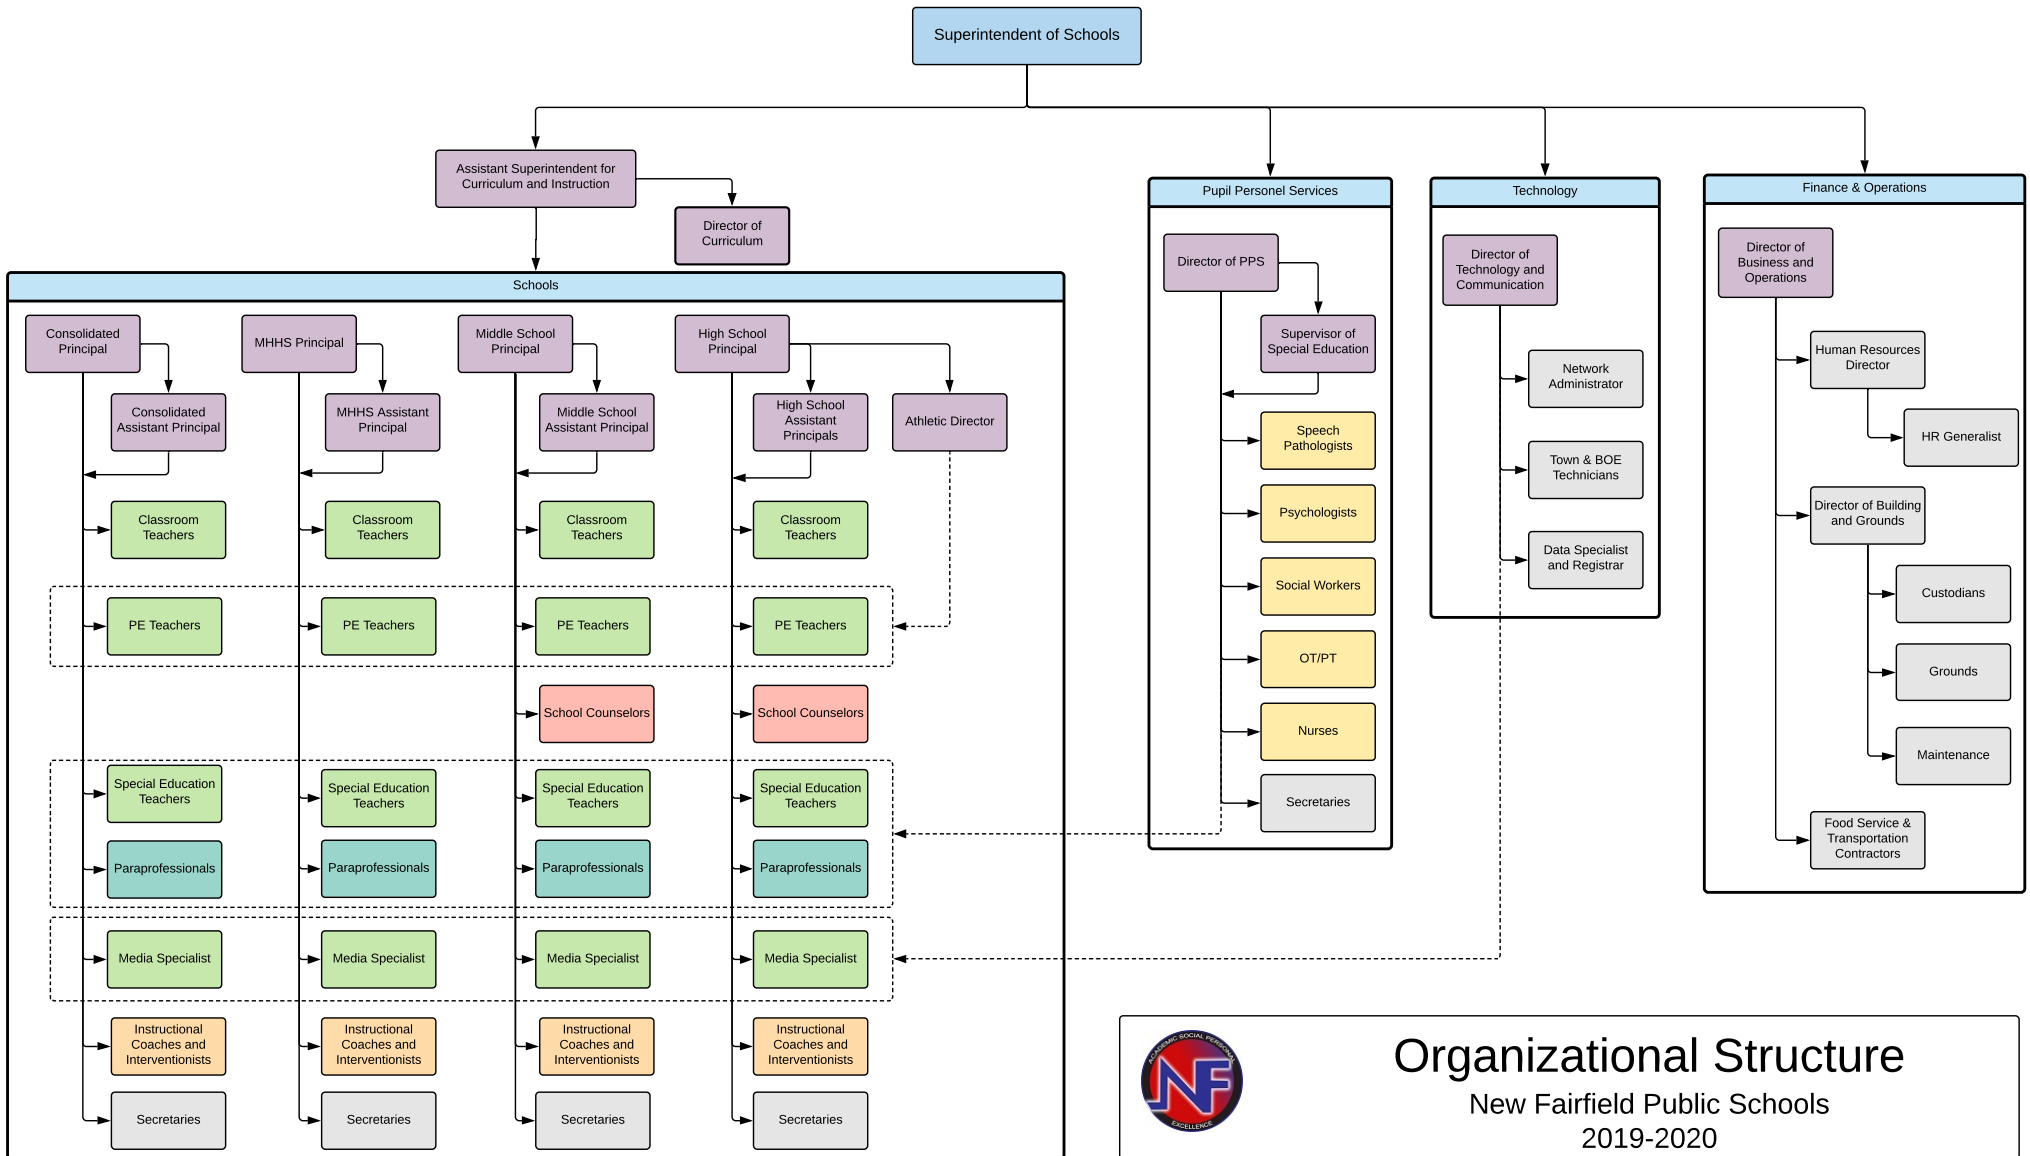 Superintendent of Schools
Assistant Superintendent for
Curriculum and Instruction
Director of
Curriculum
Schools
Consolidated
Principal
Consolidated
Assistant Principal
Classroom
Teachers
PE Teachers
Special Education
Teachers
Paraprofessionals
Media Specialist
Instructional
Coaches and
Interventionists
Secretaries
MHHS Principal
MHHS Assistant
Principal
Classroom
Teachers
PE Teachers
Special Education
Teachers
Paraprofessionals
Media Specialist
Instructional
Coaches and
Interventionists
Secretaries
Middle School
Principal
Middle School
Assistant Principal
Classroom
Teachers
PE Teachers
School Counselors
Special Education
Teachers
Paraprofessionals
Media Specialist
Instructional
Coaches and
Interventionists
Secretaries
High School
Principal
High School
Assistant
Principals
Athletic Director
Classroom
Teachers
PE Teachers
School Counselors
Special Education
Teachers
Paraprofessionals
Media Specialist
Instructional
Coaches and
Interventionists
Secretaries
Pupil Personel Services
Director of PPS
Supervisor of
Special Education
Speech
Pathologists
Psychologists
Social Workers
OT/PT
Nurses
Secretaries
Technology
Director of
Technology and
Communication
Network
Administrator
Town & BOE
Technicians
Data Specialist
and Registrar
Finance & Operations
Director of
Business and
Operations
Human Resources
Director
HR Generalist
Director of Building
and Grounds
Custodians
Grounds
Maintenance
Food Service &
Transportation
Contractors
ACADEMIC SOCIAL PERSONAL
NF
EXCELLENCE
Organizational Structure
New Fairfield Public Schools
2019-2020